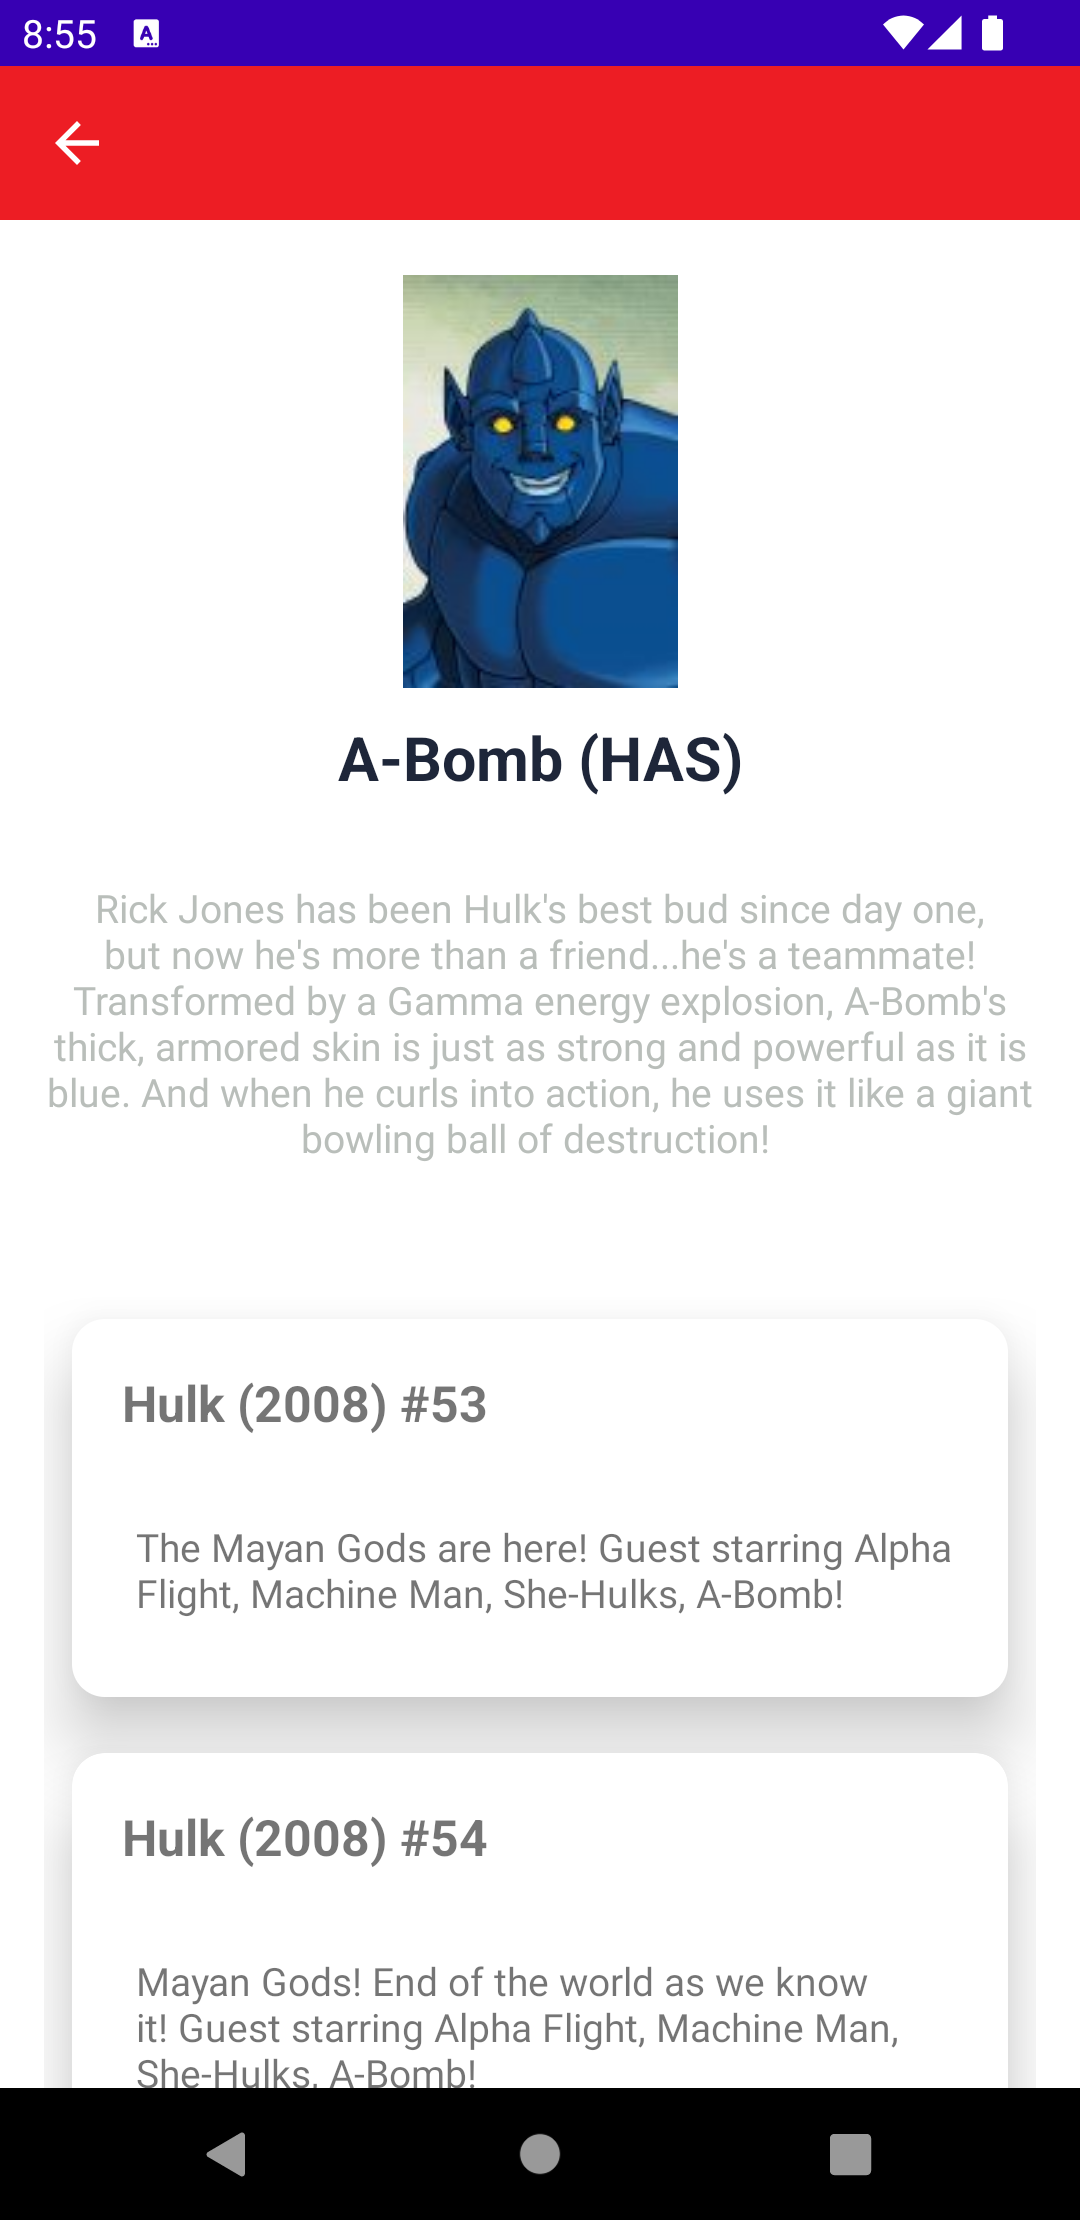 8:55
A-Bomb (HAS)
Rick Jones has been Hulk's best bud since day one,
but now he's more than a friend...he's a teammate!
Transformed by a Gamma energy explosion, A-Bomb's
thick, armored skin is just as strong and powerful as it is
blue. And when he curls into action, he uses it like a giant
bowling ball of destruction!
Hulk (2008) #53
The Mayan Gods are here! Guest starring Alpha
Flight, Machine Man, She-Hulks, A-Bomb!
Hulk (2008) #54
Mayan Gods! End of the world as we know
it! Guest starring Alpha Flight, Machine Man,
She-Hulks, A-Bomb!